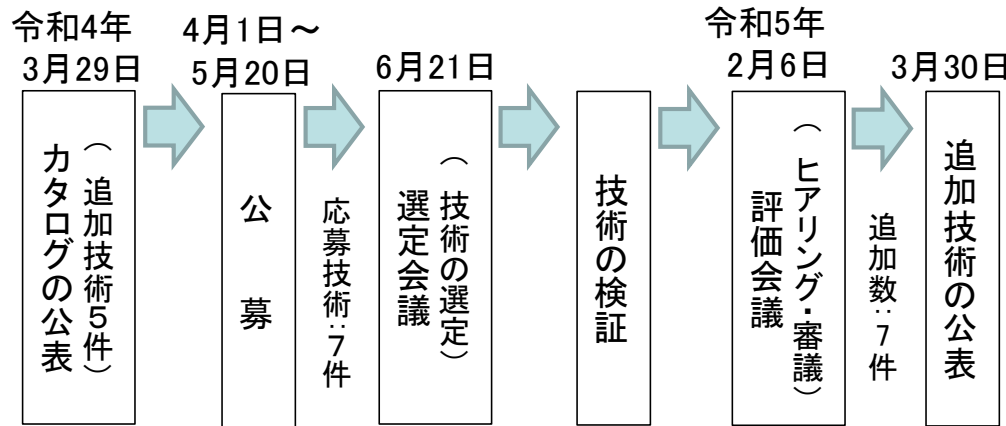 令和4年
3月29日
カタログの公表
（追加技術5件）
4月1日～
5月20日
公募
応募技術：7件
6月21日
選定会議
（技術の選定）
技術の検証
令和5年
2月6日
評価会議
（ヒアリング・審議）
追加数：7件
3月30日
追加技術の公表